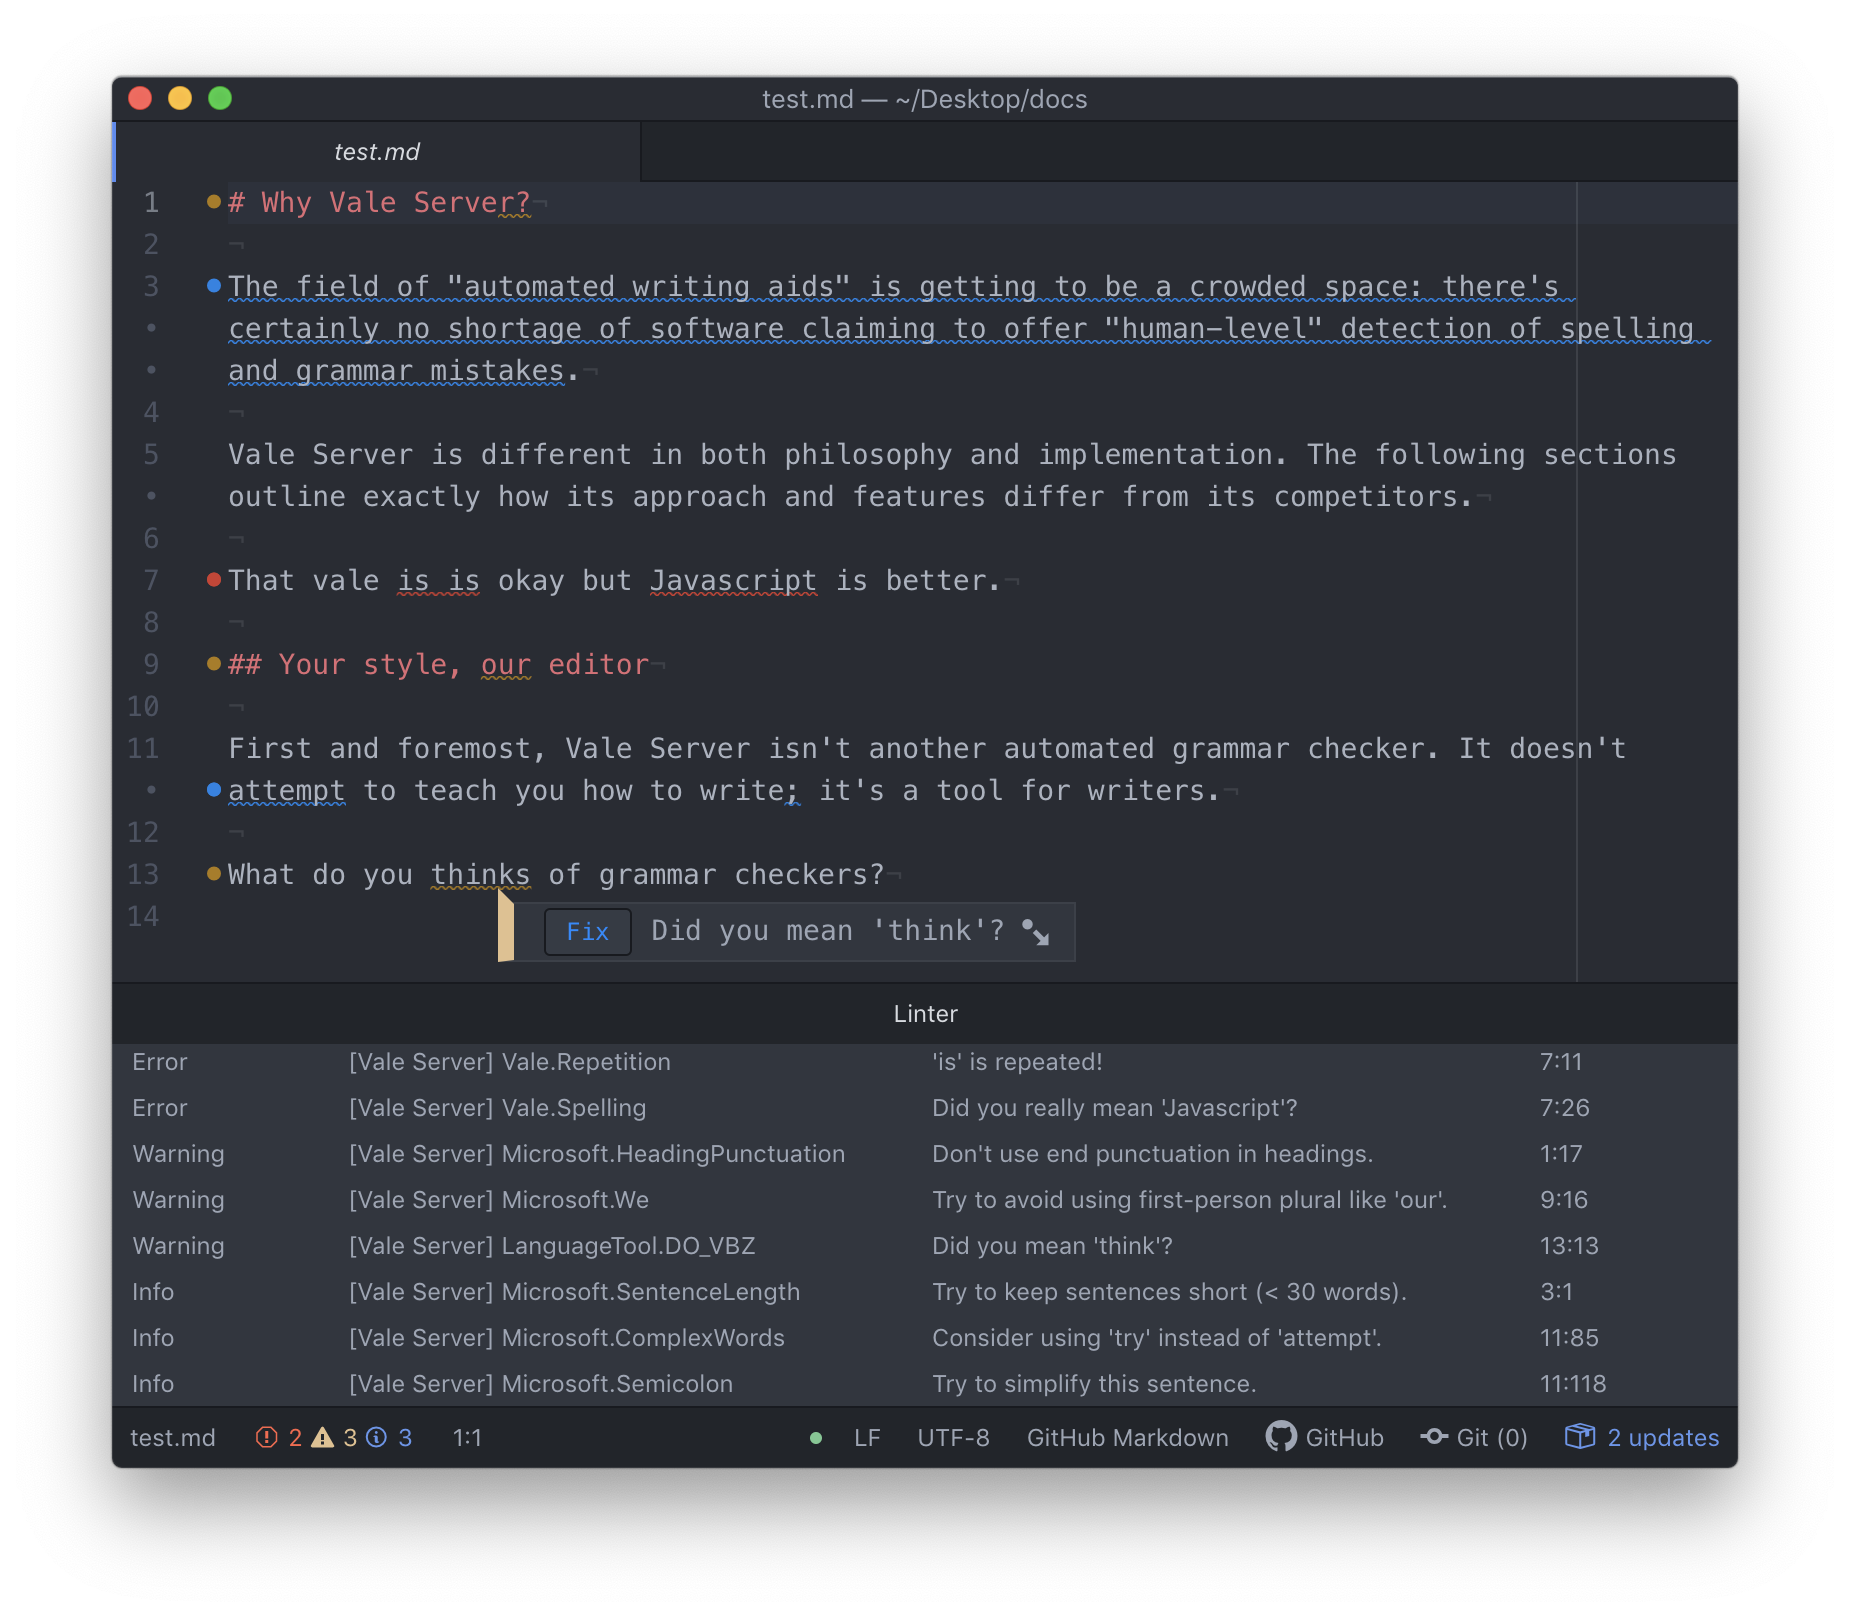 test.md — ~/Desktop/docs
test.md
1 # Why Vale Server?¬
2 ¬
3 The field of "automated writing aids" is getting to be a crowded space: there's
• certainly no shortage of software claiming to offer "human-level" detection of spelling
• and grammar mistakes.¬
4 ¬
5 Vale Server is different in both philosophy and implementation. The following sections
• outline exactly how its approach and features differ from its competitors.¬
6 ¬
7 That vale is is okay but Javascript is better.¬
8 ¬
9 ## Your style, our editor¬
10 ¬
11 First and foremost, Vale Server isn't another automated grammar checker. It doesn't
• attempt to teach you how to write; it's a tool for writers.¬
12 ¬
13 What do you thinks of grammar checkers?¬
14
Fix Did you mean 'think'?
Linter
Error [Vale Server] Vale.Repetition 'is' is repeated! 7:11
Error [Vale Server] Vale.Spelling Did you really mean 'Javascript'? 7:26
Warning [Vale Server] Microsoft.HeadingPunctuation Don't use end punctuation in headings. 1:17
Warning [Vale Server] Microsoft.We Try to avoid using first-person plural like 'our'. 9:16
Warning [Vale Server] LanguageTool.DO_VBZ Did you mean 'think'? 13:13
Info [Vale Server] Microsoft.SentenceLength Try to keep sentences short (< 30 words). 3:1
Info [Vale Server] Microsoft.ComplexWords Consider using 'try' instead of 'attempt'. 11:85
Info [Vale Server] Microsoft.Semicolon Try to simplify this sentence. 11:118
test.md 2 3 3 1:1 LF UTF-8 GitHub Markdown GitHub Git (0) 2 updates